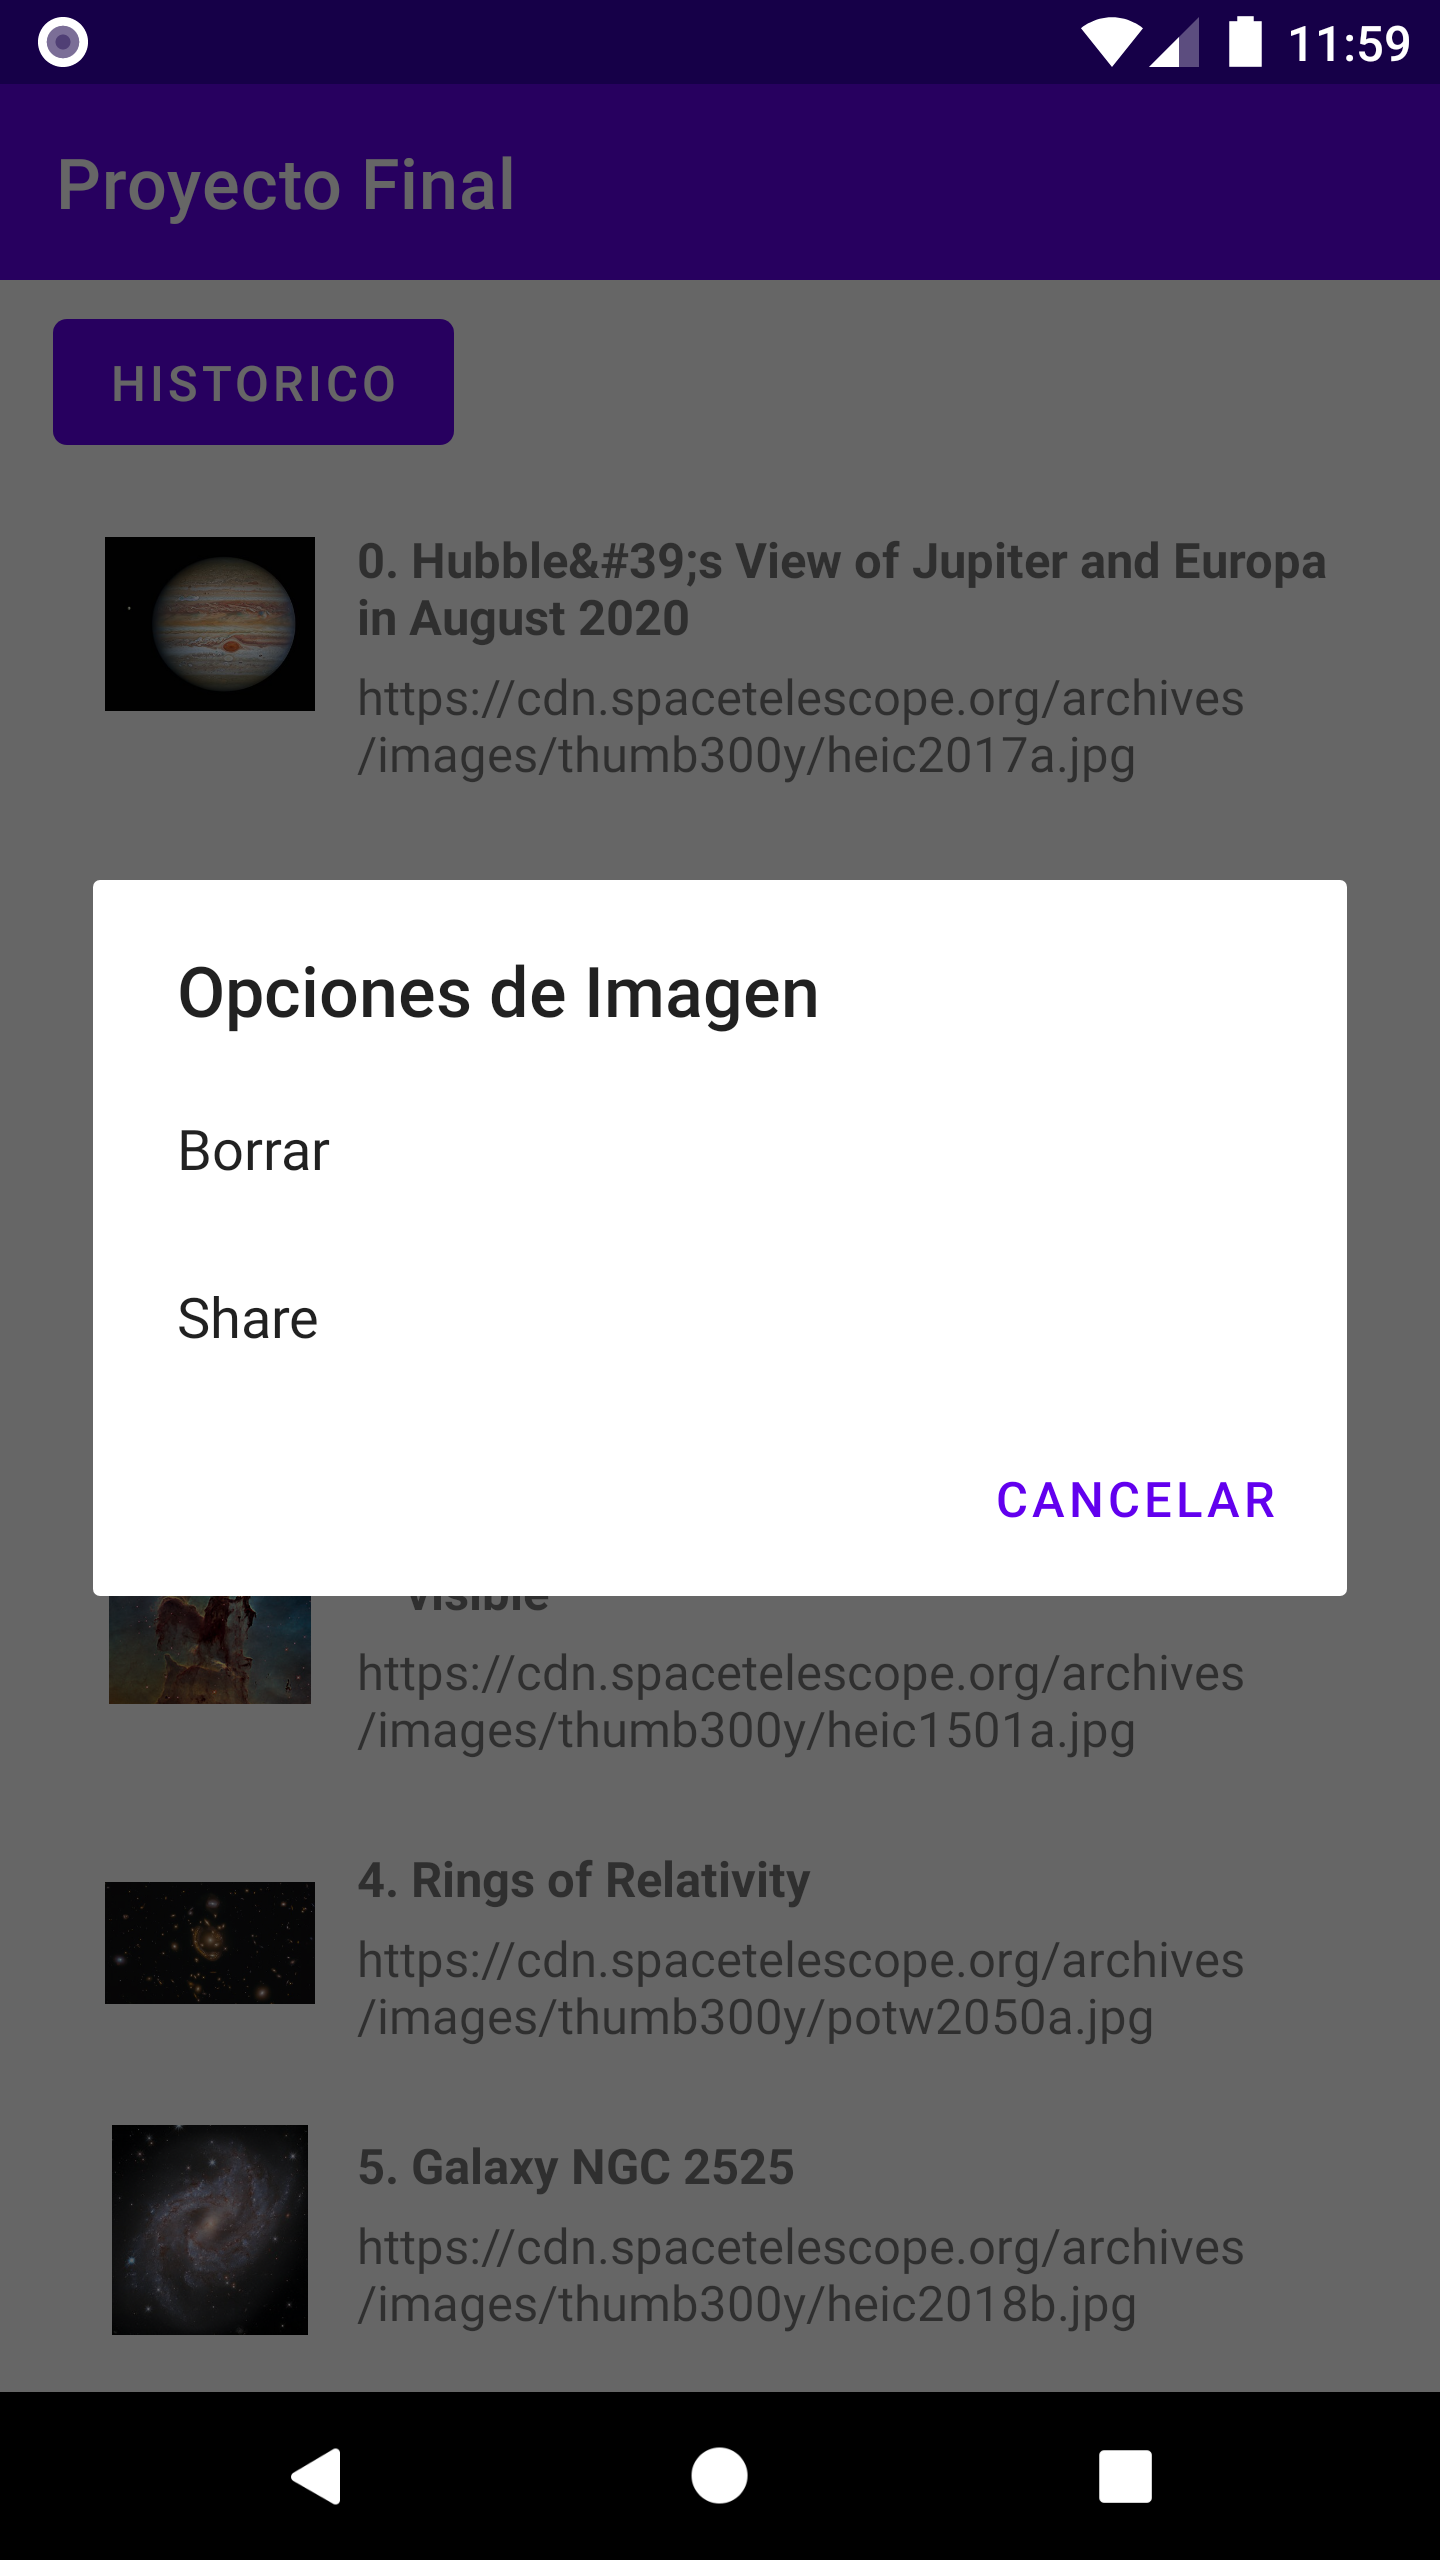 11:59
Proyecto Final
HISTORICO
0. Hubble&#39;s View of Jupiter and Europa
in August 2020
https://cdn.spacetelescope.org/archives
/images/thumb300y/heic2017a.jpg
Opciones de Imagen
Borrar
Share
CANCELAR
visible
https://cdn.spacetelescope.org/archives
/images/thumb300y/heic1501a.jpg
4. Rings of Relativity
https://cdn.spacetelescope.org/archives
/images/thumb300y/potw2050a.jpg
5. Galaxy NGC 2525
https://cdn.spacetelescope.org/archives
/images/thumb300y/heic2018b.jpg